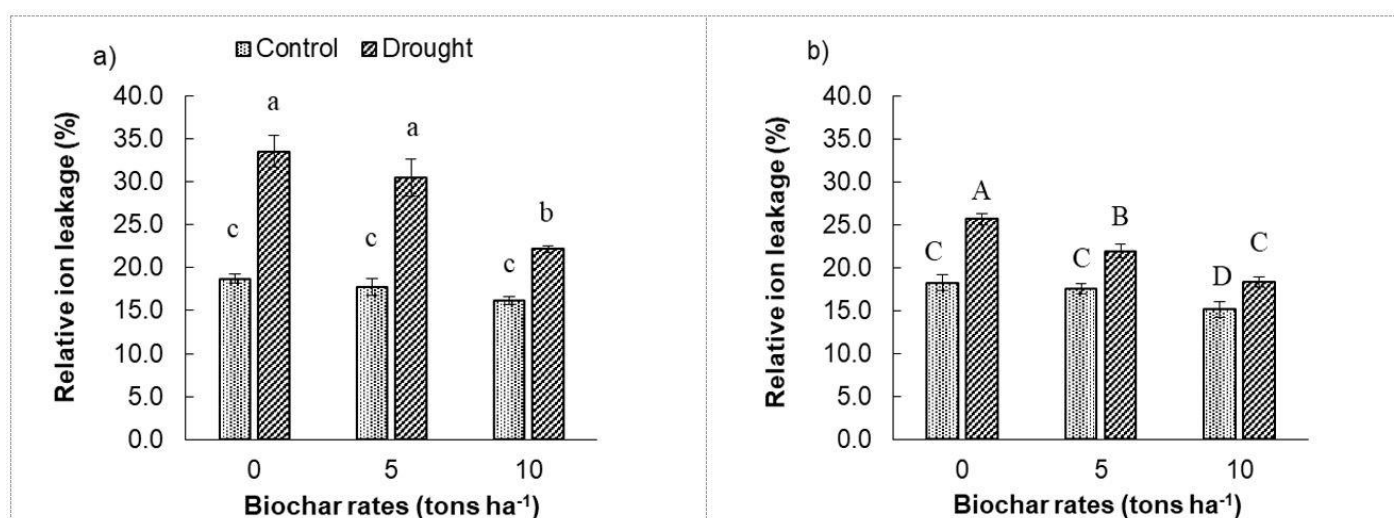 a)
Control Drought
Relative ion leakage (%)
40.0
35.0
30.0
25.0
20.0
15.0
10.0
5.0
0.0
c a c a c b
0 5 10
Biochar rates (tons ha-1)
b)
Relative ion leakage (%)
40.0
35.0
30.0
25.0
20.0
15.0
10.0
5.0
0.0
C A C B D C
0 5 10
Biochar rates (tons ha-1)